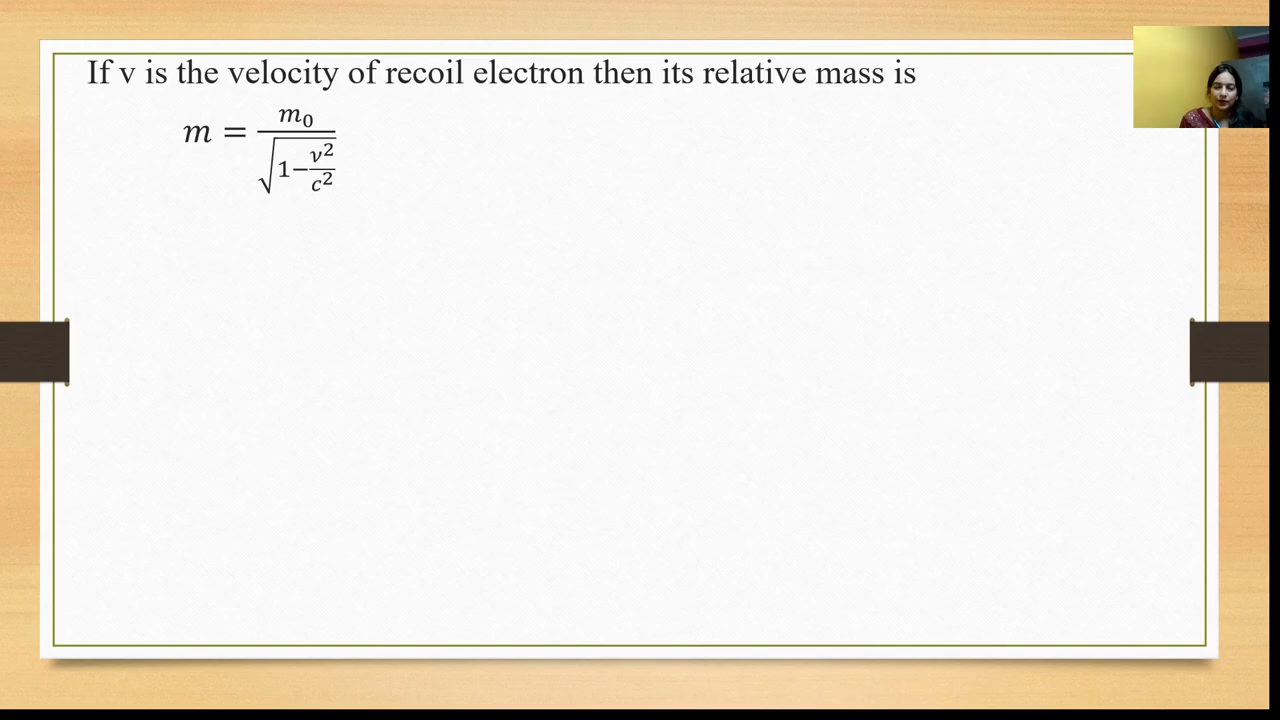 If v is the velocity of recoil electron then its relative mass is
𝑚 = 𝑚₀ / √(1−𝑣²/𝑐²)